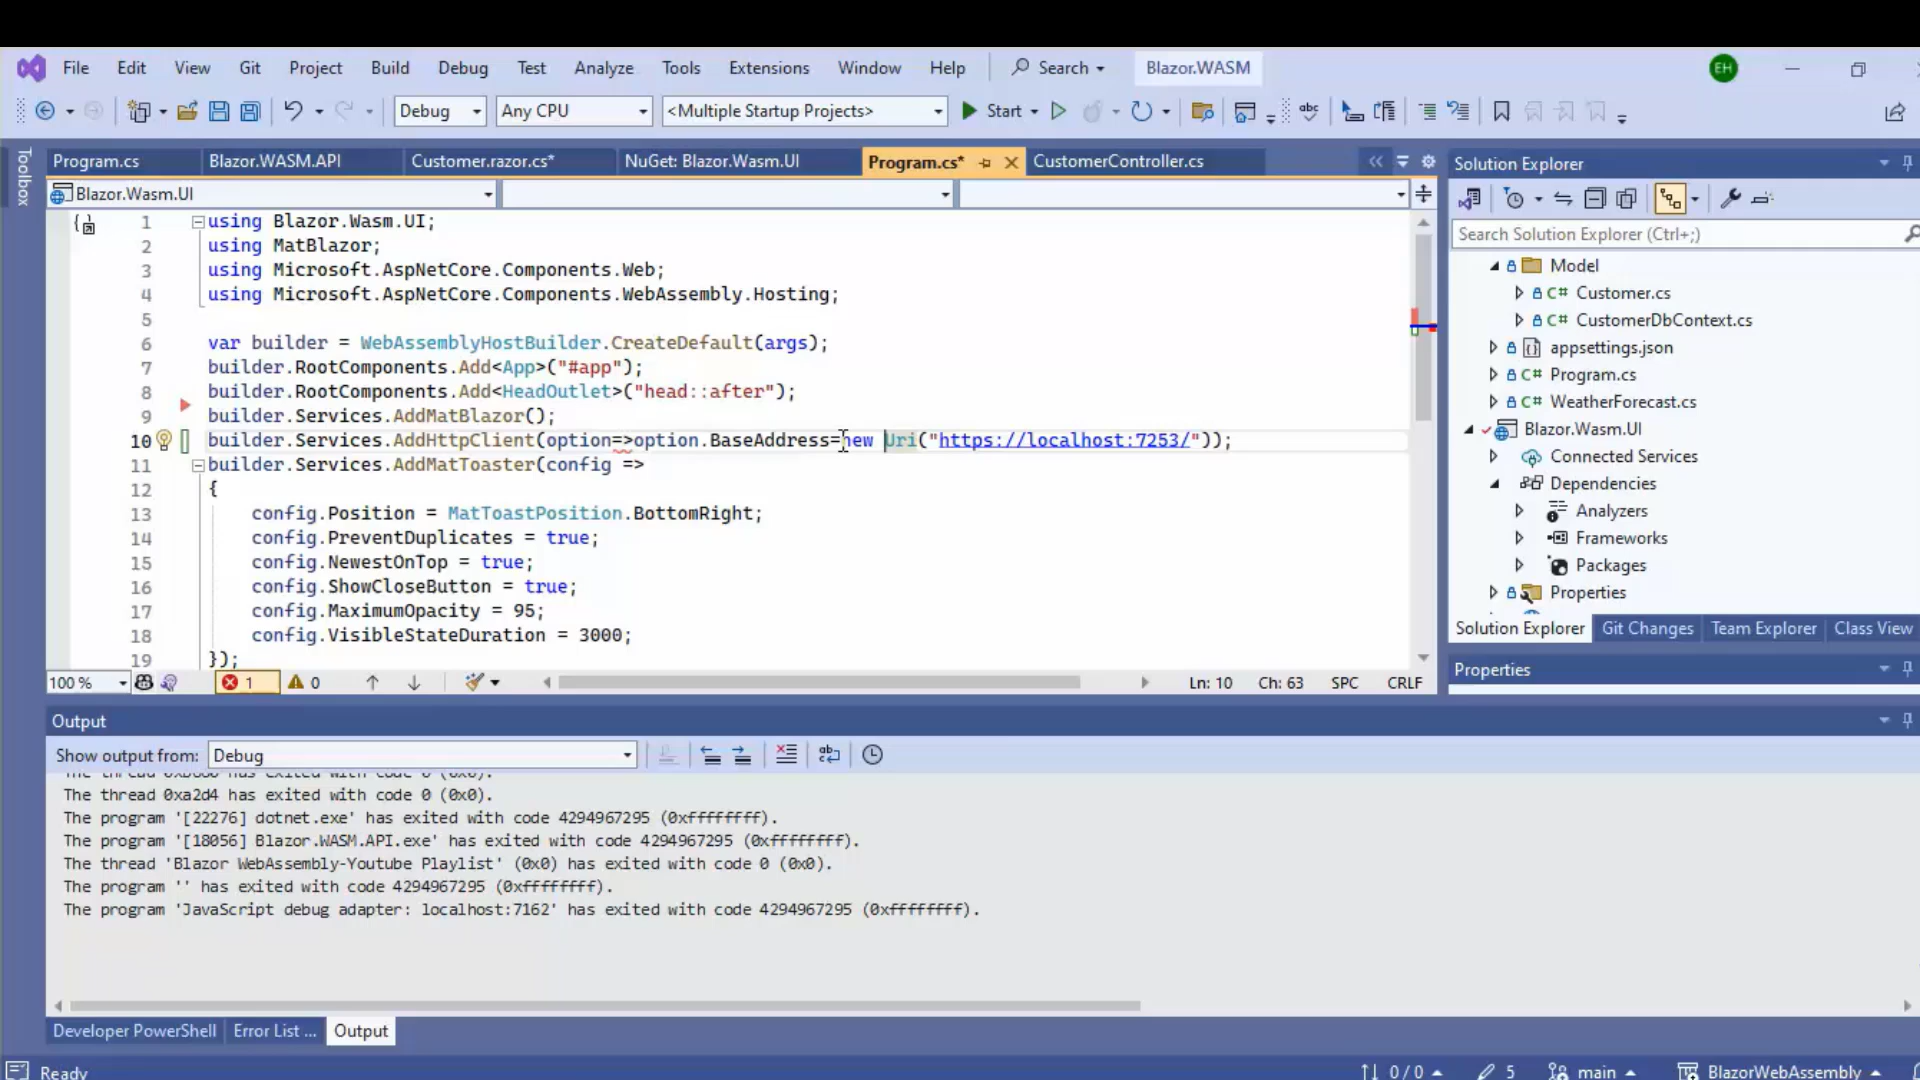 File Edit View Git Project Build Debug Test Analyze Tools Extensions Window Help Search Blazor.WASM EH
Debug Any CPU <Multiple Startup Projects> Start
Toolbox
Program.cs Blazor.WASM.API Customer.razor.cs* NuGet: Blazor.Wasm.UI Program.cs* CustomerController.cs
Blazor.Wasm.UI
1 using Blazor.Wasm.UI;
2 using MatBlazor;
3 using Microsoft.AspNetCore.Components.Web;
4 using Microsoft.AspNetCore.Components.WebAssembly.Hosting;
5
6 var builder = WebAssemblyHostBuilder.CreateDefault(args);
7 builder.RootComponents.Add<App>("#app");
8 builder.RootComponents.Add<HeadOutlet>("head::after");
9 builder.Services.AddMatBlazor();
10 builder.Services.AddHttpClient(option=>option.BaseAddress=new Uri("https://localhost:7253/"));
11 builder.Services.AddMatToaster(config =>
12 {
13 config.Position = MatToastPosition.BottomRight;
14 config.PreventDuplicates = true;
15 config.NewestOnTop = true;
16 config.ShowCloseButton = true;
17 config.MaximumOpacity = 95;
18 config.VisibleStateDuration = 3000;
19 });
100 % 1 0 Ln: 10 Ch: 63 SPC CRLF
Solution Explorer
Search Solution Explorer (Ctrl+;)
Model
C# Customer.cs
C# CustomerDbContext.cs
appsettings.json
C# Program.cs
C# WeatherForecast.cs
Blazor.Wasm.UI
Connected Services
Dependencies
Analyzers
Frameworks
Packages
Properties
Solution Explorer Git Changes Team Explorer Class View
Properties
Output
Show output from: Debug
The thread 0xa2d4 has exited with code 0 (0x0).
The program '[22276] dotnet.exe' has exited with code 4294967295 (0xffffffff).
The program '[18056] Blazor.WASM.API.exe' has exited with code 4294967295 (0xffffffff).
The thread 'Blazor WebAssembly-Youtube Playlist' (0x0) has exited with code 0 (0x0).
The program '' has exited with code 4294967295 (0xffffffff).
The program 'JavaScript debug adapter: localhost:7162' has exited with code 4294967295 (0xffffffff).
Developer PowerShell Error List ... Output
Ready 0 / 0 5 main BlazorWebAssembly